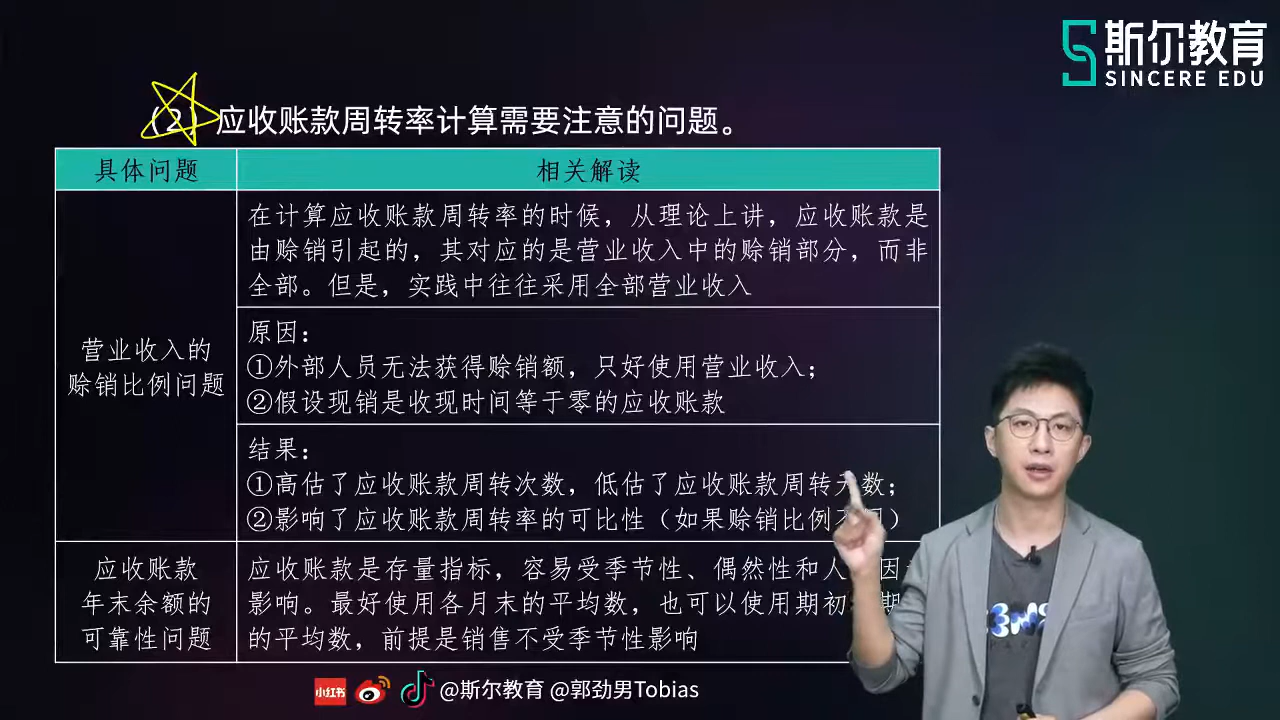 斯尔教育
SINCERE EDU
（2）应收账款周转率计算需要注意的问题。
具体问题
相关解读
营业收入的
赊销比例问题
在计算应收账款周转率的时候，从理论上讲，应收账款是
由赊销引起的，其对应的是营业收入中的赊销部分，而非
全部。但是，实践中往往采用全部营业收入
原因：
①外部人员无法获得赊销额，只好使用营业收入；
②假设现销是收现时间等于零的应收账款
结果：
①高估了应收账款周转次数，低估了应收账款周转天数；
②影响了应收账款周转率的可比性（如果赊销比例不同）
应收账款
年末余额的
可靠性问题
应收账款是存量指标，容易受季节性、偶然性和人 因
影响。最好使用各月末的平均数，也可以使用期初 期
的平均数，前提是销售不受季节性影响
小红书
@斯尔教育 @郭劲男Tobias